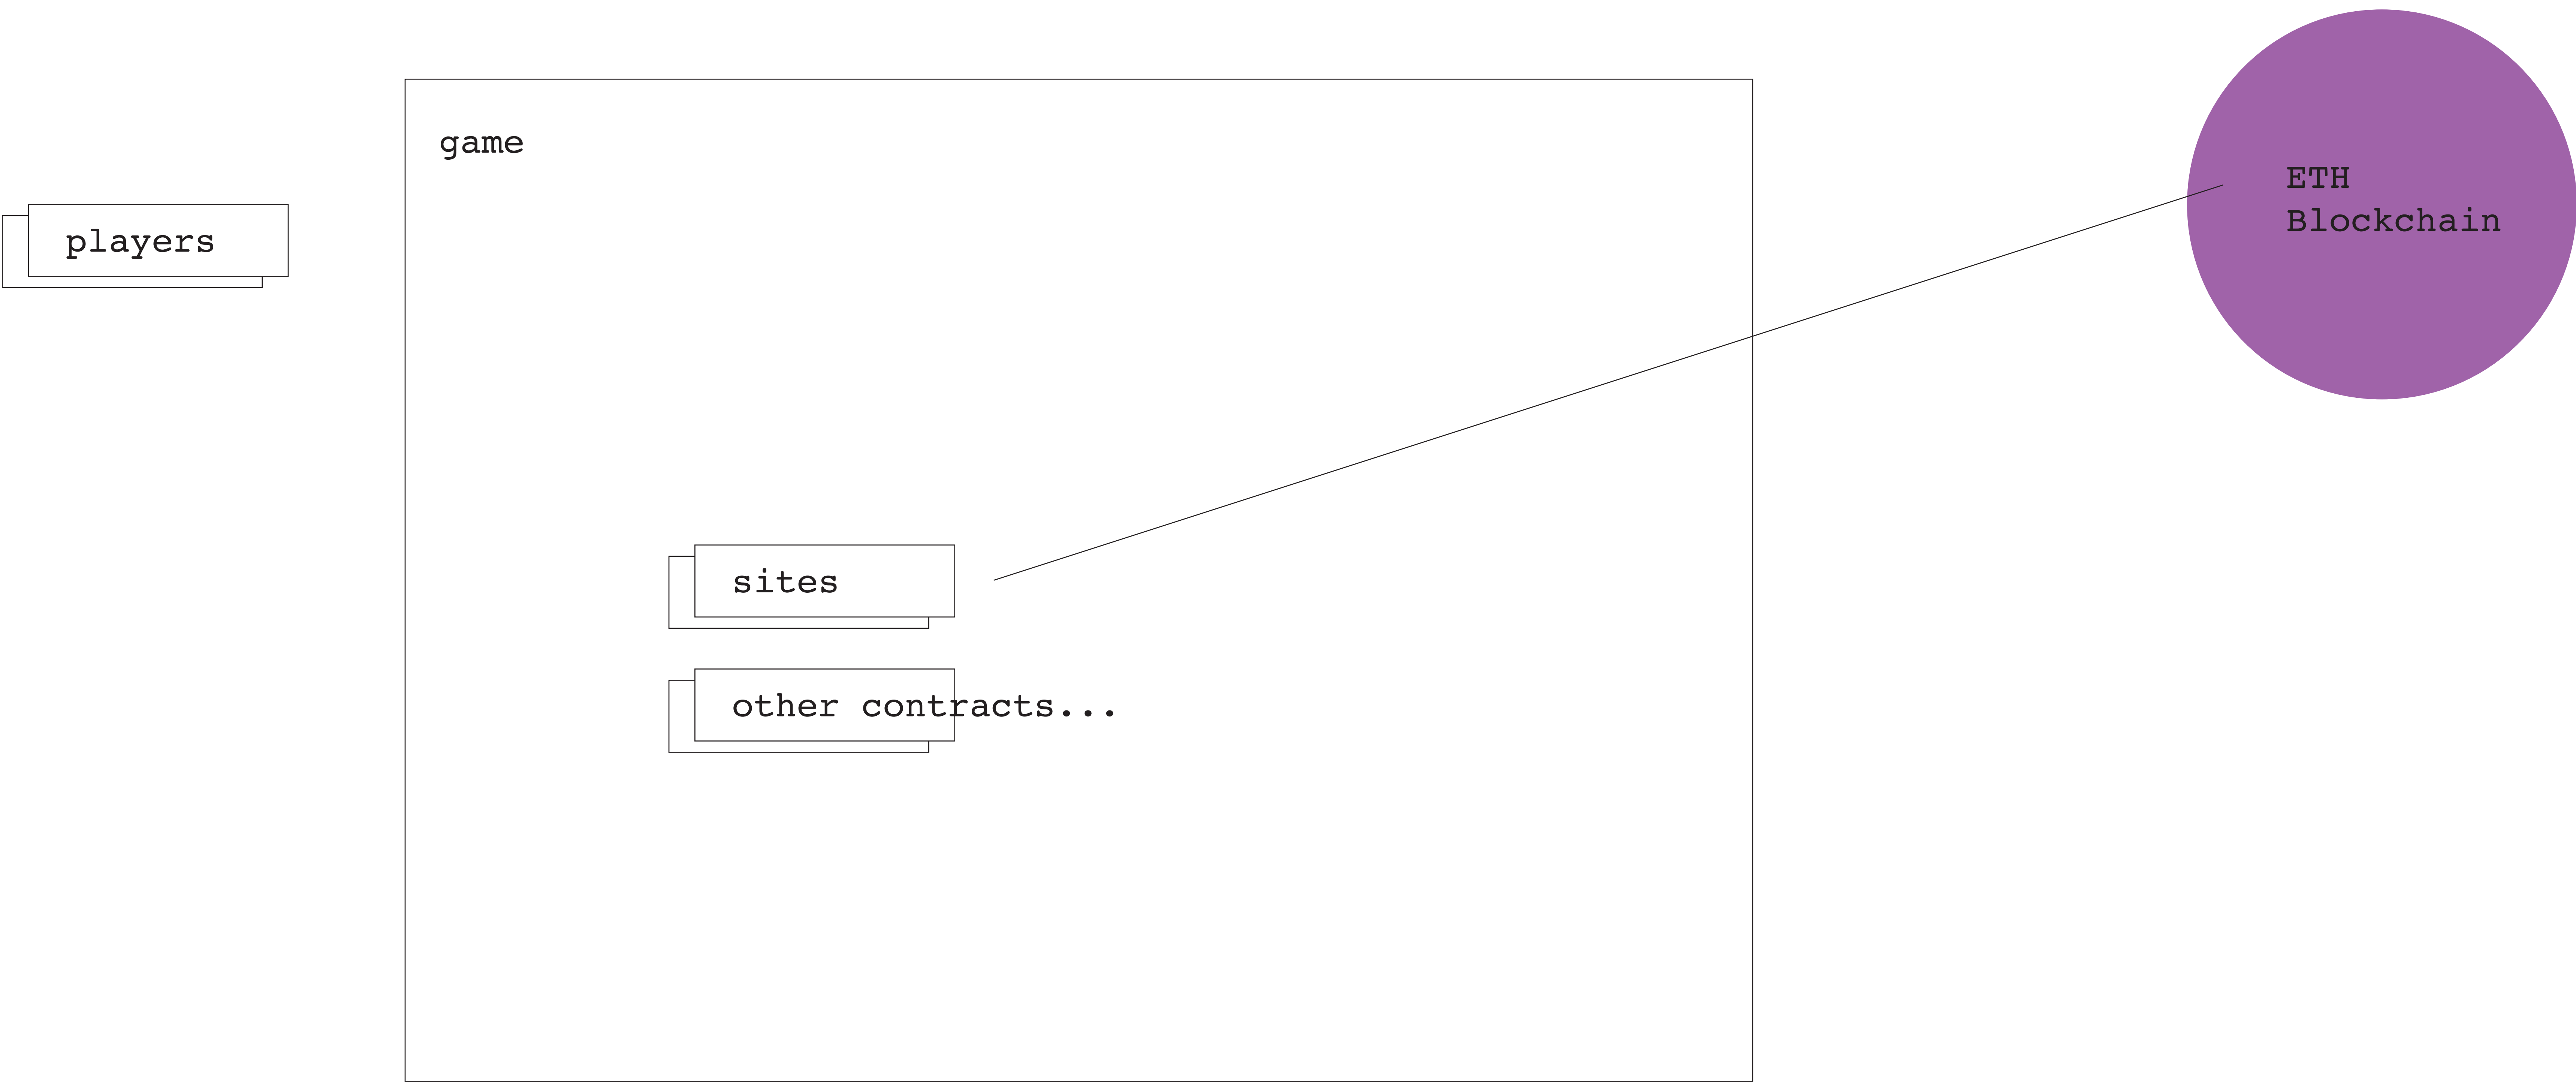 game
players
ETH
Blockchain
sites
other contracts...